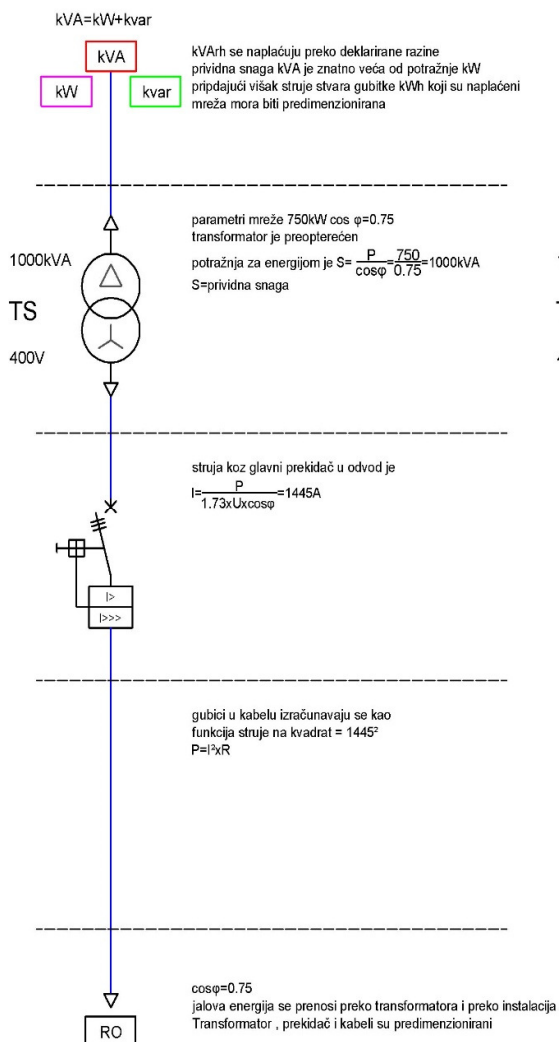 kVA=kW+kvar
kVA
kW
kvar
kVArh se naplaćuju preko deklarirane razine
prividna snaga kVA je znatno veća od potražnje kW
pripdajući višak struje stvara gubitke kWh koji su naplaćeni
mreža mora biti predimenzionirana
1000kVA
TS
400V
parametri mreže 750kW cos φ=0.75
transformator je preopterećen
potražnja za energijom je S= P/cosφ=750/0.75=1000kVA
S=prividna snaga
struja koz glavni prekidač u odvod je
I=P/1.73xUxcosφ=1445A
I>
I>>>
gubici u kabelu izračunavaju se kao
funkcija struje na kvadrat = 1445²
P=I²xR
cosφ=0.75
jalova energija se prenosi preko transformatora i preko instalacija
Transformator , prekidač i kabeli su predimenzionirani
RO